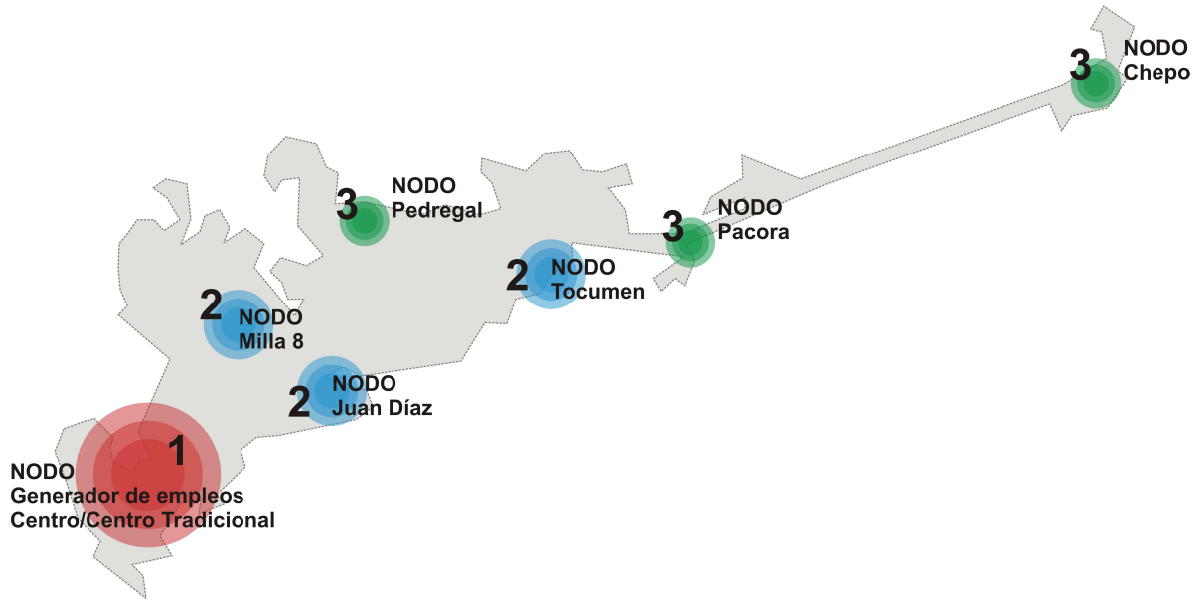 3
NODO
Chepo
3
NODO
Pedregal
3
NODO
Pacora
2
NODO
Tocumen
2
NODO
Milla 8
2
NODO
Juan Díaz
1
NODO
Generador de empleos
Centro/Centro Tradicional